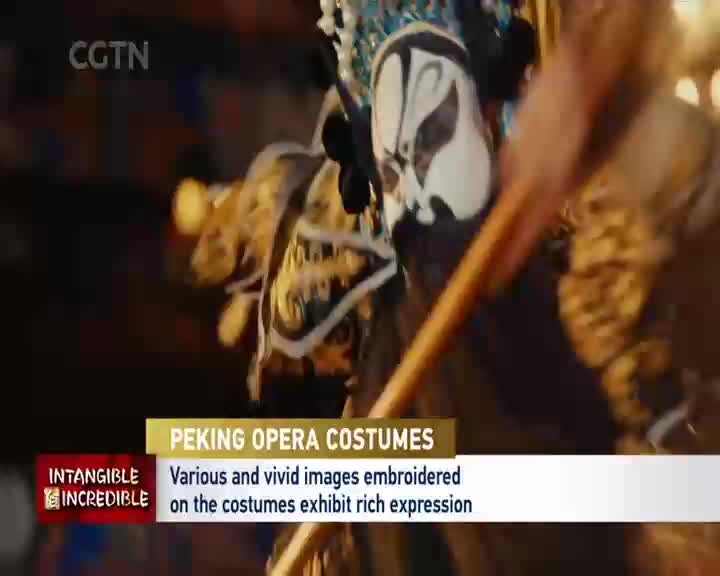 CGTN
PEKING OPERA COSTUMES
INTANGIBLE
& INCREDIBLE
Various and vivid images embroidered
on the costumes exhibit rich expression